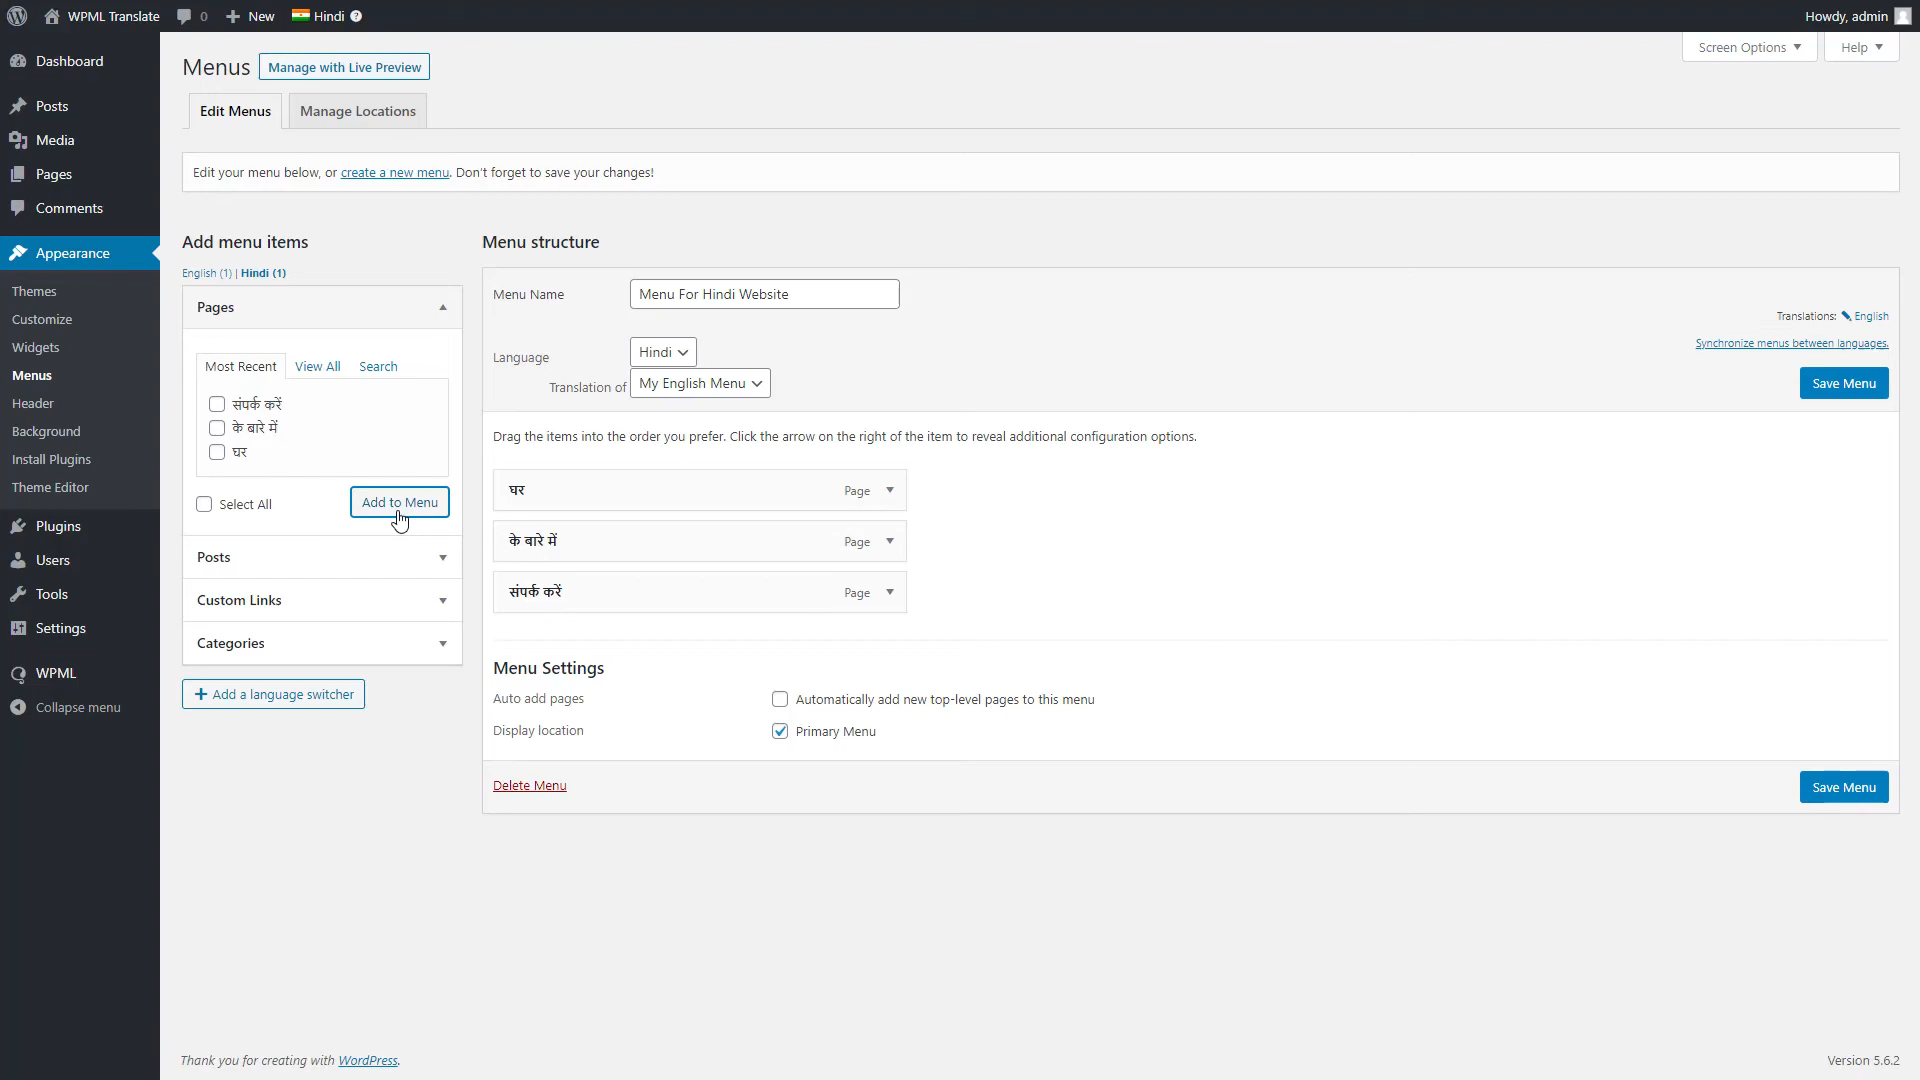 WPML Translate 0 New Hindi Howdy, admin
Screen Options Help
Dashboard
Posts
Media
Pages
Comments
Appearance
Themes
Customize
Widgets
Menus
Header
Background
Install Plugins
Theme Editor
Plugins
Users
Tools
Settings
WPML
Collapse menu
Menus Manage with Live Preview
Edit Menus Manage Locations
Edit your menu below, or create a new menu. Don't forget to save your changes!
Add menu items
English (1) | Hindi (1)
Pages
Most Recent View All Search
संपर्क करें
के बारे में
घर
Select All Add to Menu
Posts
Custom Links
Categories
Add a language switcher
Menu structure
Menu Name Menu For Hindi Website
Translations: English
Synchronize menus between languages.
Language Hindi
Translation of My English Menu
Save Menu
Drag the items into the order you prefer. Click the arrow on the right of the item to reveal additional configuration options.
घर Page
के बारे में Page
संपर्क करें Page
Menu Settings
Auto add pages Automatically add new top-level pages to this menu
Display location Primary Menu
Delete Menu Save Menu
Thank you for creating with WordPress. Version 5.6.2